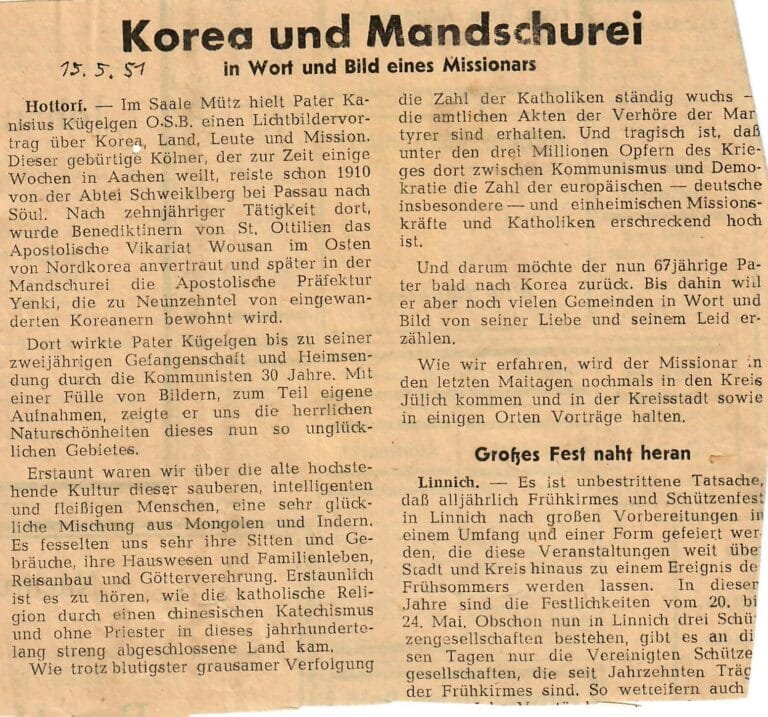 Korea und Mandschurei
15. 5. 51
in Wort und Bild eines Missionars
Hottorf. — Im Saale Mütz hielt Pater Ka-
nisius Kügelgen O.S.B. einen Lichtbildervor-
trag über Korea, Land, Leute und Mission.
Dieser gebürtige Kölner, der zur Zeit einige
Wochen in Aachen weilt, reiste schon 1910
von der Abtei Schweiklberg bei Passau nach
Söul. Nach zehnjähriger Tätigkeit dort,
wurde Benediktinern von St. Ottilien das
Apostolische Vikariat Wousan im Osten
von Nordkorea anvertraut und später in der
Mandschurei die Apostolische Präfektur
Yenki, die zu Neunzehntel von eingewan-
derten Koreanern bewohnt wird.
Dort wirkte Pater Kügelgen bis zu seiner
zweijährigen Gefangenschaft und Heimsen-
dung durch die Kommunisten 30 Jahre. Mit
einer Fülle von Bildern, zum Teil eigene
Aufnahmen, zeigte er uns die herrlichen
Naturschönheiten dieses nun so unglück-
lichen Gebietes.
Erstaunt waren wir über die alte hochste-
hende Kultur dieser sauberen, intelligenten
und fleißigen Menschen, eine sehr glück-
liche Mischung aus Mongolen und Indern.
Es fesselten uns sehr ihre Sitten und Ge-
bräuche, ihre Hauswesen und Familienleben,
Reisanbau und Götterverehrung. Erstaunlich
ist es zu hören, wie die katholische Reli-
gion durch einen chinesischen Katechismus
und ohne Priester in dieses jahrhunderte-
lang streng abgeschlossene Land kam.
Wie trotz blutigster grausamer Verfolgung
die Zahl der Katholiken ständig wuchs —
die amtlichen Akten der Verhöre der Mär
tyrer sind erhalten. Und tragisch ist, daß
unter den drei Millionen Opfern des Krie-
ges dort zwischen Kommunismus und Demo-
kratie die Zahl der europäischen — deutsche
insbesondere — und einheimischen Missions-
kräfte und Katholiken erschreckend hoch
ist.
Und darum möchte der nun 67jährige Pa-
ter bald nach Korea zurück. Bis dahin will
er aber noch vielen Gemeinden in Wort und
Bild von seiner Liebe und seinem Leid er-
zählen.
Wie wir erfahren, wird der Missionar in
den letzten Maitagen nochmals in den Kreis
Jülich kommen und in der Kreisstadt sowie
in einigen Orten Vorträge halten.
Großes Fest naht heran
Linnich. — Es ist unbestrittene Tatsache,
daß alljährlich Frühkirmes und Schützenfest
in Linnich nach großen Vorbereitungen in
einem Umfang und einer Form gefeiert wer-
den, die diese Veranstaltungen weit übe
Stadt und Kreis hinaus zu einem Ereignis de
Frühsommers werden lassen. In diesen
Jahre sind die Festlichkeiten vom 20. bi
24. Mai. Obschon nun in Linnich drei Schü
zengesellschaften bestehen, gibt es an di
sen Tagen nur die Vereinigten Schütze
gesellschaften, die seit Jahrzehnten Träg
der Frühkirmes sind. So wetteifern auch